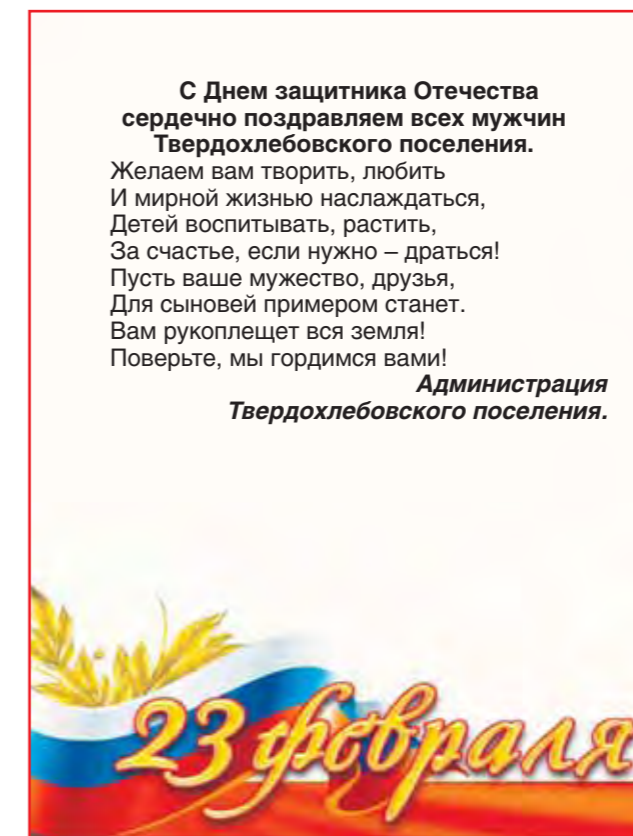 С Днем защитника Отечества
сердечно поздравляем всех мужчин
Твердохлебовского поселения.
Желаем вам творить, любить
И мирной жизнью наслаждаться,
Детей воспитывать, растить,
За счастье, если нужно – драться!
Пусть ваше мужество, друзья,
Для сыновей примером станет.
Вам рукоплещет вся земля!
Поверьте, мы гордимся вами!
Администрация
Твердохлебовского поселения.
23 февраля